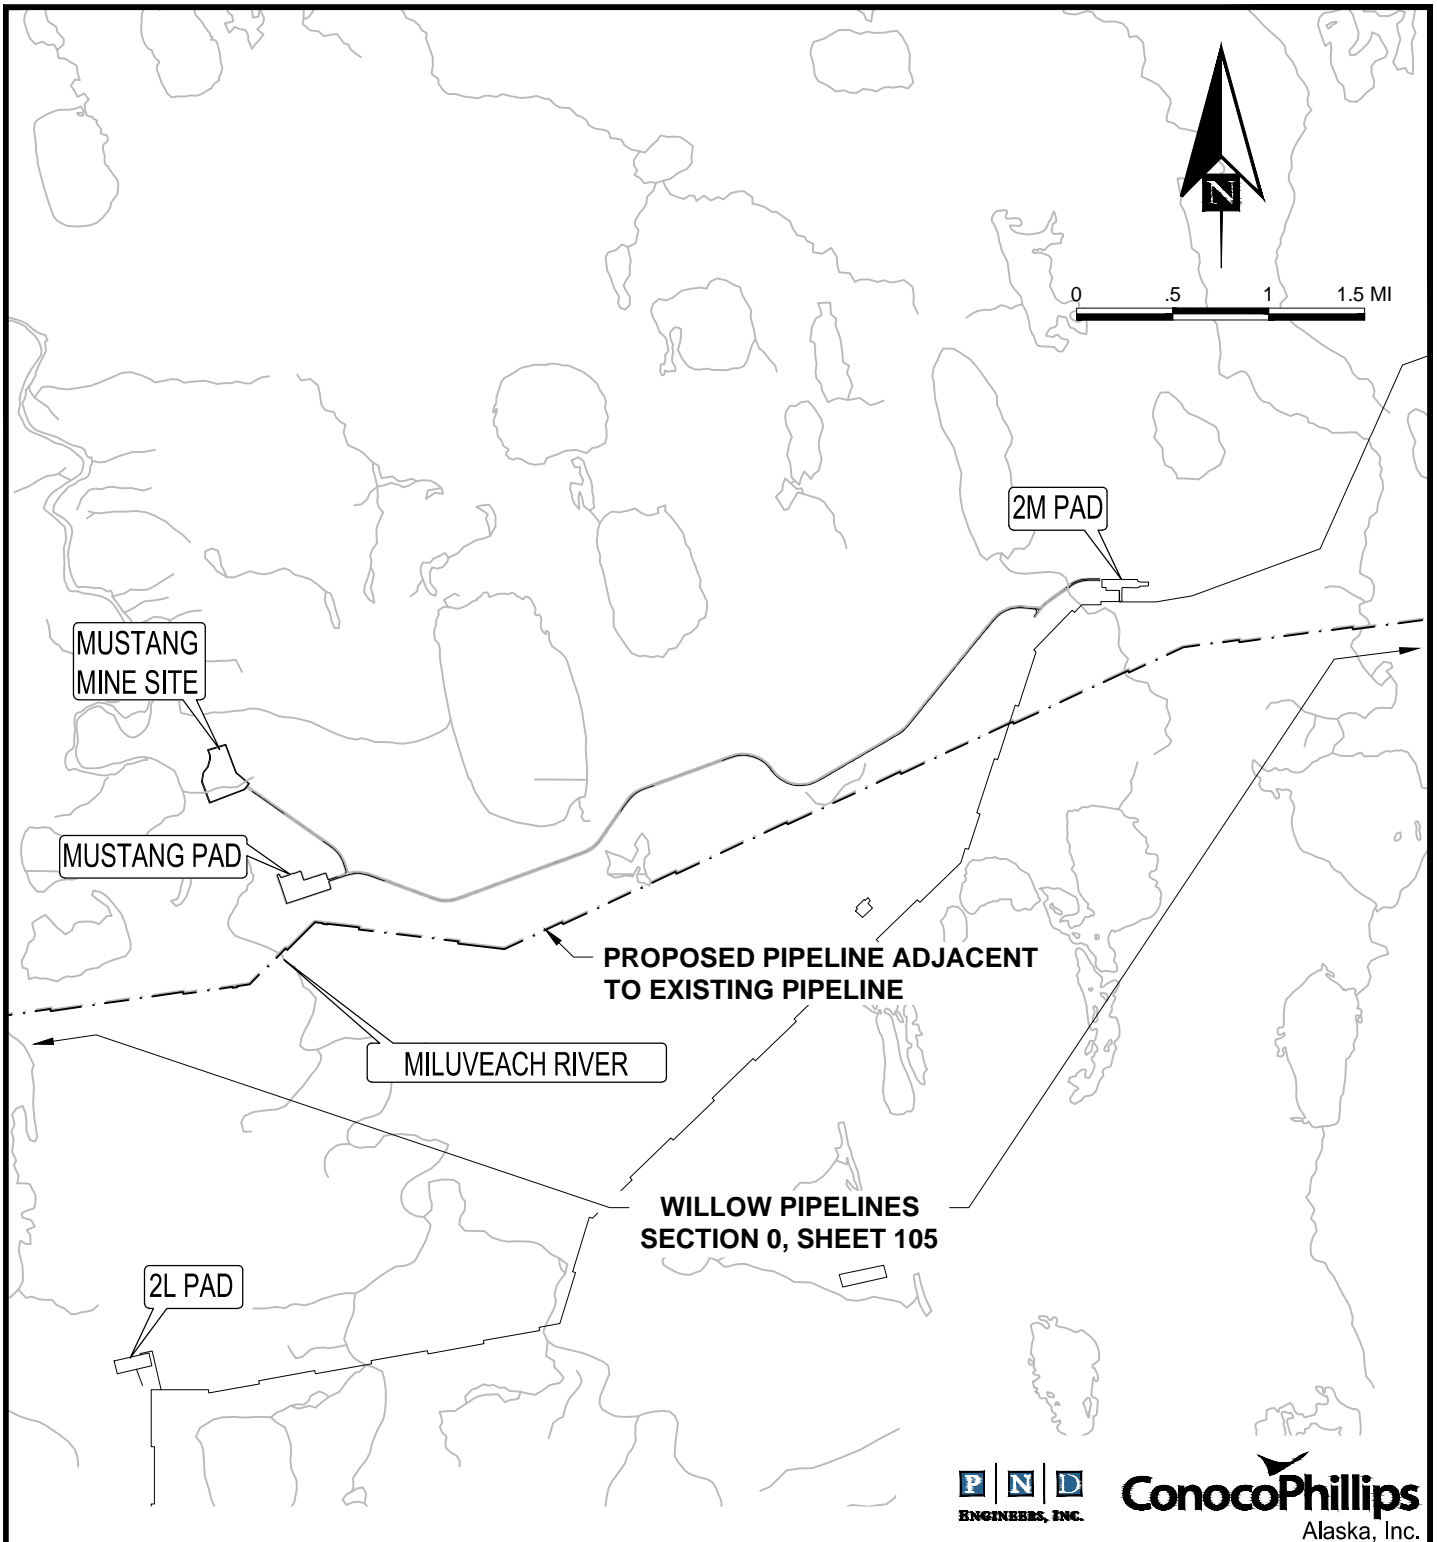 N
0 .5 1 1.5 MI
2M PAD
MUSTANG
MINE SITE
MUSTANG PAD
PROPOSED PIPELINE ADJACENT
TO EXISTING PIPELINE
MILUVEACH RIVER
WILLOW PIPELINES
SECTION 0, SHEET 105
2L PAD
P N D
ENGINEERS, INC.
ConocoPhillips
Alaska, Inc.